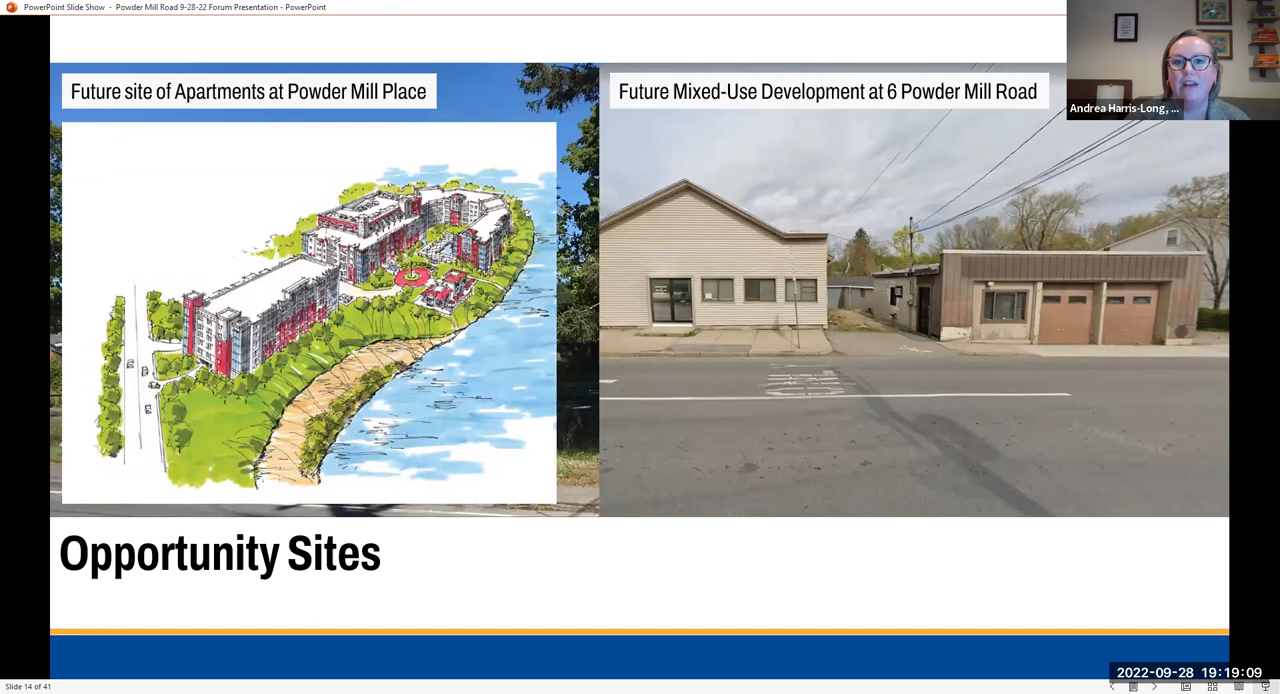 PowerPoint Slide Show - Powder Mill Road 9-28-22 Forum Presentation - PowerPoint
Future site of Apartments at Powder Mill Place
Future Mixed-Use Development at 6 Powder Mill Road
Andrea Harris-Long, ...
Opportunity Sites
2022-09-28 19:19:09
Slide 14 of 41